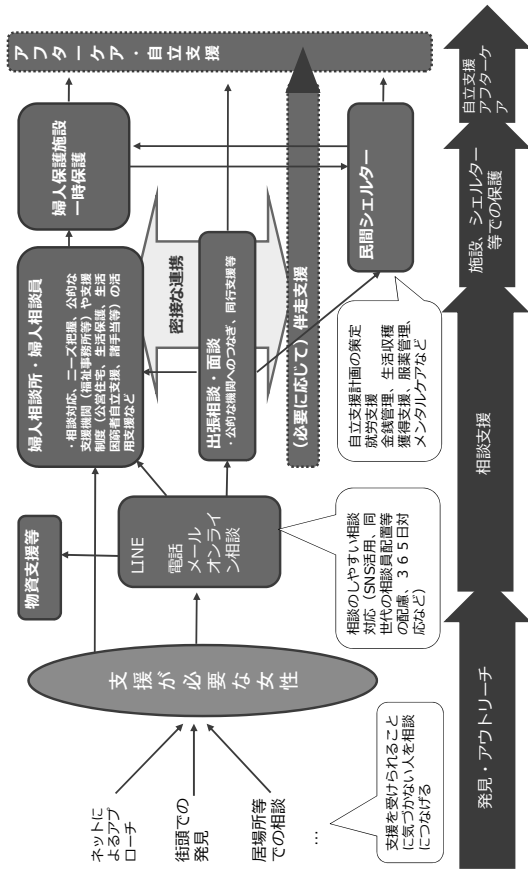 ネットに
よるアプ
ローチ
街頭での
発見
居場所等
での相談
…
支援を受けられること
に気づかない人を相談
につなげる
支援が必要な女性
物資支援等
LINE
電話
メール
オンライ
ン相談
相談のしやすい相談
対応（SNS活用、同
世代の相談員配置等
の配慮、３６５日対
応など）
婦人相談所・婦人相談員
・相談対応、ニーズ把握、公的な
支援機関（福祉事務所等）や支援
制度（公営住宅、生活保護、生活
困窮者自立支援、諸手当等）の活
用支援など
密接な連携
出張相談・面談
・公的な機関へのつなぎ、同行支援等
（必要に応じて）伴走支援
自立支援計画の策定
就労支援
金銭管理、生活収穫
獲得支援、服薬管理、
メンタルケアなど
婦人保護施設
一時保護
民間シェルター
アフターケア・自立支援
発見・アウトリーチ
相談支援
施設、シェルター
等での保護
自立支援
アフターケ
ア